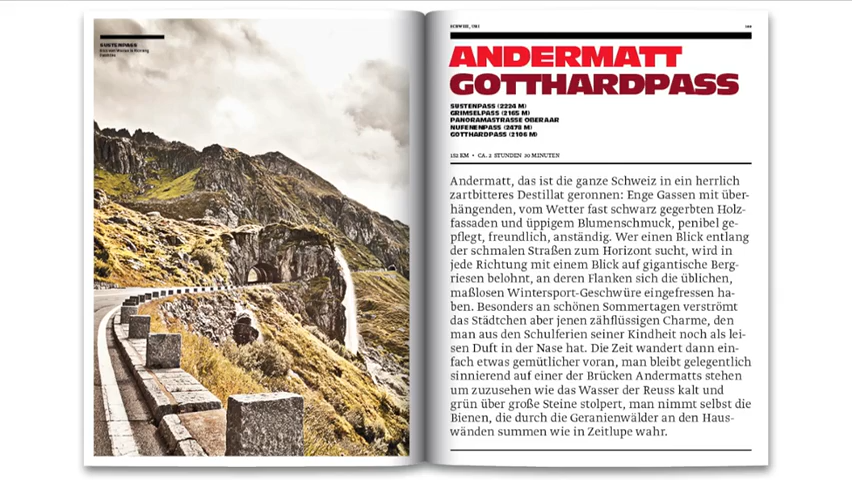 SUSTENPASS
SCHWEIZ, URI
ANDERMATT
GOTTHARDPASS
SUSTENPASS (2224 M)
GRIMSELPASS (2165 M)
PANORAMASTRASSE OBERAAR
NUFENENPASS (2478 M)
GOTTHARDPASS (2106 M)
152 KM • CA. 2 STUNDEN 30 MINUTEN
Andermatt, das ist die ganze Schweiz in ein herrlich
zartbitteres Destillat geronnen: Enge Gassen mit über-
hängenden, vom Wetter fast schwarz gegerbten Holz-
fassaden und üppigem Blumenschmuck, penibel ge-
pflegt, freundlich, anständig. Wer einen Blick entlang
der schmalen Straßen zum Horizont sucht, wird in
jede Richtung mit einem Blick auf gigantische Berg-
riesen belohnt, an deren Flanken sich die üblichen,
maßlosen Wintersport-Geschwüre eingefressen ha-
ben. Besonders an schönen Sommertagen verströmt
das Städtchen aber jenen zähflüssigen Charme, den
man aus den Schulferien seiner Kindheit noch als lei-
sen Duft in der Nase hat. Die Zeit wandert dann ein-
fach etwas gemütlicher voran, man bleibt gelegentlich
sinnierend auf einer der Brücken Andermatts stehen
um zuzusehen wie das Wasser der Reuss kalt und
grün über große Steine stolpert, man nimmt selbst die
Bienen, die durch die Geranienwälder an den Haus-
wänden summen wie in Zeitlupe wahr.